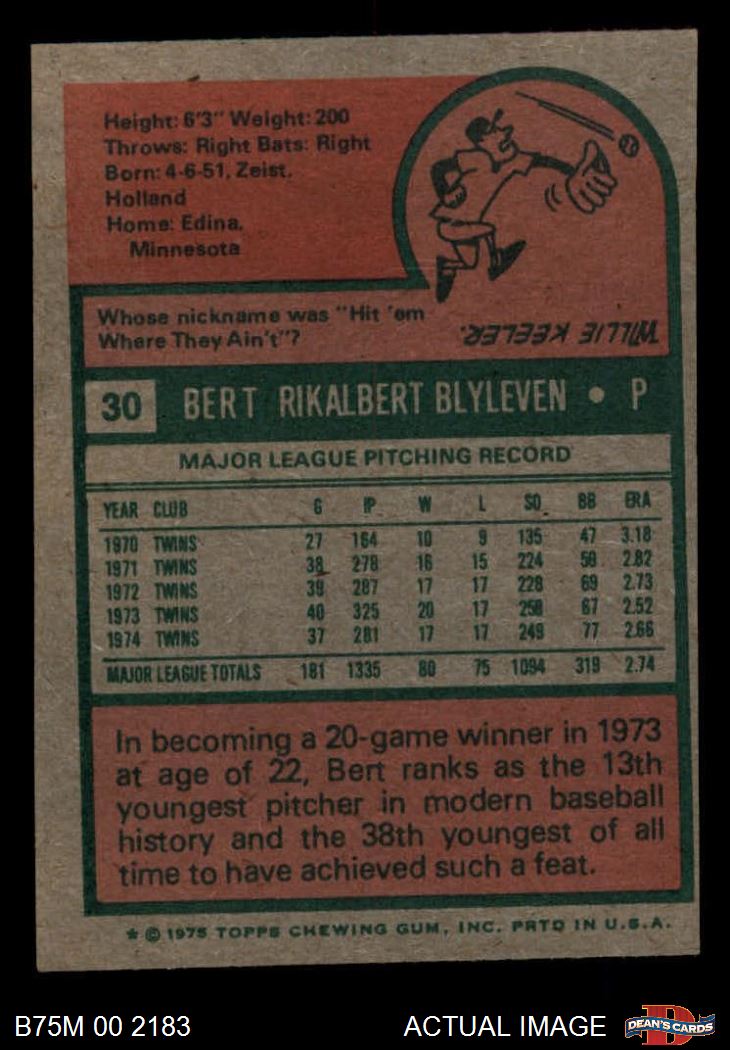 Height: 6'3" Weight: 200
Throws: Right Bats: Right
Born: 4-6-51, Zeist,
Holland
Home: Edina,
Minnesota
Whose nickname was "Hit 'em
Where They Ain't"?
WILLIE KEELER.
30 BERT RIKALBERT BLYLEVEN • P
MAJOR LEAGUE PITCHING RECORD
YEAR CLUB G IP W L SO BB ERA
1970 TWINS 27 164 10 9 135 47 3.18
1971 TWINS 38 278 16 15 224 59 2.82
1972 TWINS 39 287 17 17 228 69 2.73
1973 TWINS 40 325 20 17 258 67 2.52
1974 TWINS 37 281 17 17 249 77 2.66
MAJOR LEAGUE TOTALS 181 1335 80 75 1094 319 2.74
In becoming a 20-game winner in 1973
at age of 22, Bert ranks as the 13th
youngest pitcher in modern baseball
history and the 38th youngest of all
time to have achieved such a feat.
* © 1975 TOPPS CHEWING GUM, INC. PRTD IN U.S.A.
B75M 00 2183 ACTUAL IMAGE
D
DEAN'S CARDS